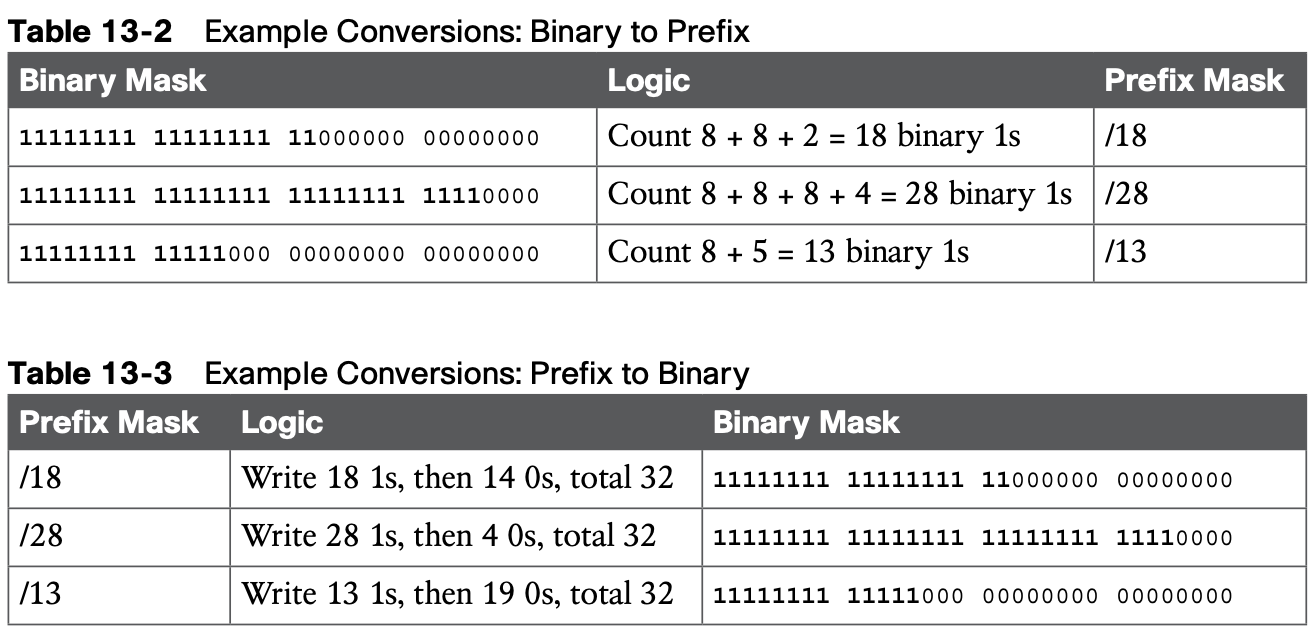 Table 13-2 Example Conversions: Binary to Prefix
Binary Mask Logic Prefix Mask
11111111 11111111 11000000 00000000 Count 8 + 8 + 2 = 18 binary 1s /18
11111111 11111111 11111111 11110000 Count 8 + 8 + 8 + 4 = 28 binary 1s /28
11111111 11111000 00000000 00000000 Count 8 + 5 = 13 binary 1s /13
Table 13-3 Example Conversions: Prefix to Binary
Prefix Mask Logic Binary Mask
/18 Write 18 1s, then 14 0s, total 32 11111111 11111111 11000000 00000000
/28 Write 28 1s, then 4 0s, total 32 11111111 11111111 11111111 11110000
/13 Write 13 1s, then 19 0s, total 32 11111111 11111000 00000000 00000000